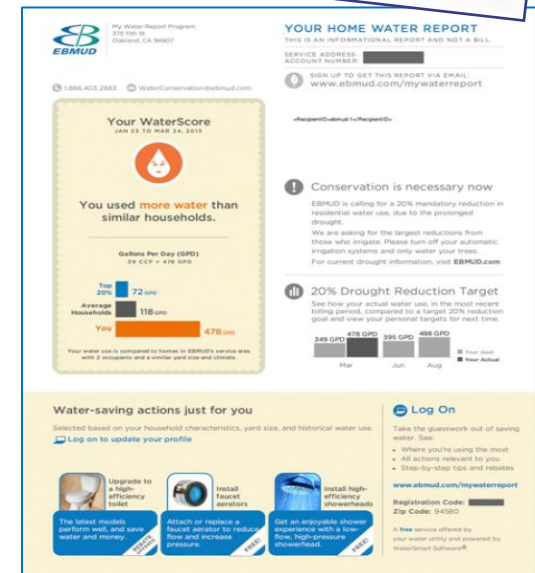 EBMUD
My Water Report Program
375 11th St
Oakland, CA 94607
1.866.403.2683 WaterConservation@ebmud.com
YOUR HOME WATER REPORT
THIS IS AN INFORMATIONAL REPORT AND NOT A BILL
SERVICE ADDRESS:
ACCOUNT NUMBER:
SIGN UP TO GET THIS REPORT VIA EMAIL:
www.ebmud.com/mywaterreport
Your WaterScore
JAN 23 TO MAR 24, 2015
You used more water than
similar households.
Gallons Per Day (GPD)
39 CCF = 478 GPD
Top
20%
72 GPD
Average
Households
118 GPD
You
478 GPD
Your water use is compared to homes in EBMUD's service area
with 2 occupants and a similar yard size and climate.
Conservation is necessary now
EBMUD is calling for a 20% mandatory reduction in
residential water use, due to the prolonged
drought.
We are asking for the largest reductions from
those who irrigate. Please turn off your automatic
irrigation systems and only water your trees.
For current drought information, visit EBMUD.com
20% Drought Reduction Target
See how your actual water use, in the most recent
billing period, compared to a target 20% reduction
goal and view your personal targets for next time.
349 GPD 478 GPD 395 GPD 488 GPD
Your Goal
Your Actual
Mar Jun Aug
Water-saving actions just for you
Selected based on your household characteristics, yard size, and historical water use.
Log on to update your profile
Upgrade to
a high-
efficiency
toilet
The latest models
perform well, and save
water and money.
REBATE
Install
faucet
aerators
Attach or replace a
faucet aerator to reduce
flow and increase
pressure.
FREE!
Install high-
efficiency
showerheads
Get an enjoyable shower
experience with a low-
flow, high-pressure
showerhead.
FREE!
Log On
Take the guesswork out of saving
water. See:
• Where you're using the most
• All actions relevant to you
• Step-by-step tips and rebates
www.ebmud.com/mywaterreport
Registration Code:
Zip Code: 94580
A free service offered by
your water utility and powered by
WaterSmart Software®